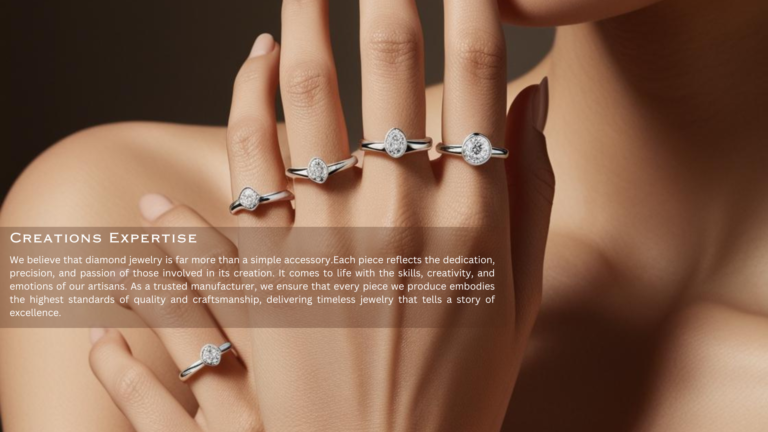 Creations Expertise
We believe that diamond jewelry is far more than a simple accessory.Each piece reflects the dedication,
precision, and passion of those involved in its creation. It comes to life with the skills, creativity, and
emotions of our artisans. As a trusted manufacturer, we ensure that every piece we produce embodies
the highest standards of quality and craftsmanship, delivering timeless jewelry that tells a story of
excellence.